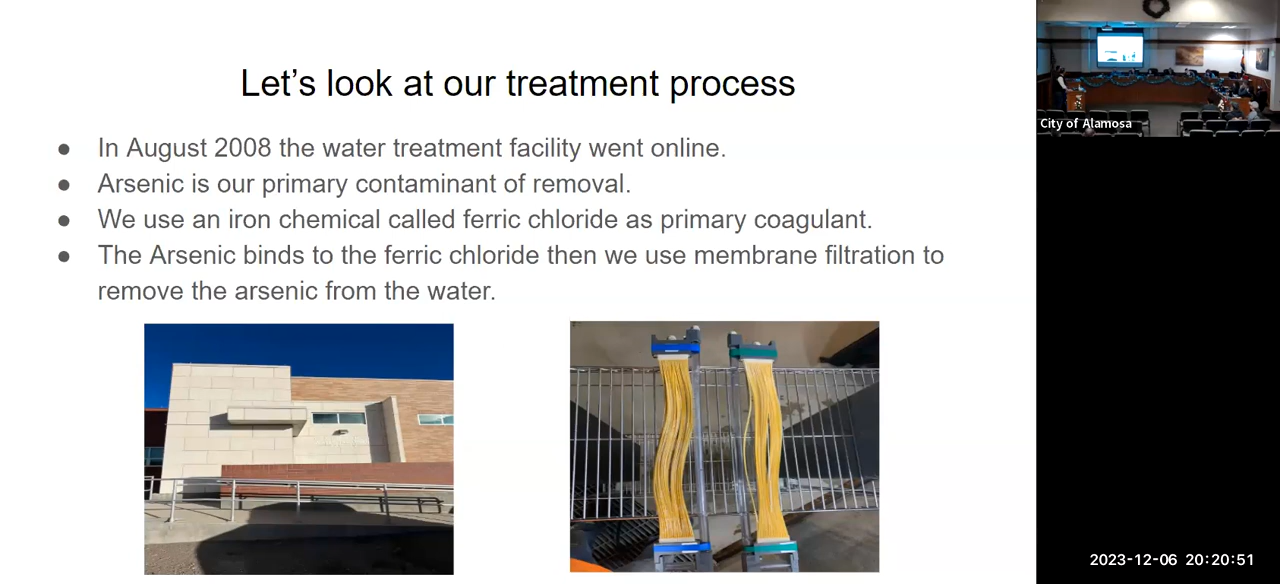 Let’s look at our treatment process
● In August 2008 the water treatment facility went online.
● Arsenic is our primary contaminant of removal.
● We use an iron chemical called ferric chloride as primary coagulant.
● The Arsenic binds to the ferric chloride then we use membrane filtration to
remove the arsenic from the water.
City of Alamosa
2023-12-06 20:20:51